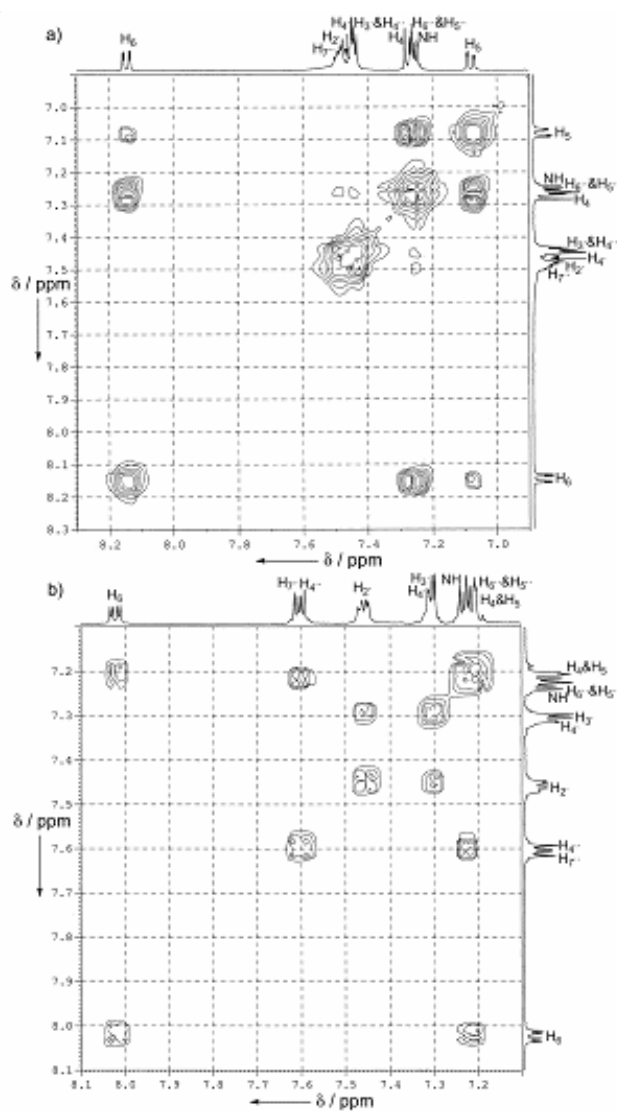 a)
H₆
H₂'
H₇''
H₄'
H₃'&H₄''
H₄
H₅''&H₆''
NH
H₅
7.0
7.1
7.2
7.3
7.4
7.5
7.6
7.7
7.8
7.9
8.0
8.1
8.2
8.3
δ / ppm
H₅
NH
H₅''&H₆''
H₄
H₃'&H₄''
H₄'
H₂'
H₇''
H₆
8.2 8.0 7.8 7.6 7.4 7.2 7.0
δ / ppm
b)
H₆
H₇'' H₄''
H₂'
H₃'
H₄'
NH
H₅''&H₆''
H₄&H₅
7.2
7.3
7.4
7.5
7.6
7.7
7.8
7.9
8.0
8.1
δ / ppm
H₄&H₅
H₅''&H₆''
NH
H₃'
H₄'
H₂'
H₄''
H₇''
H₆
8.1 8.0 7.9 7.8 7.7 7.6 7.5 7.4 7.3 7.2
δ / ppm